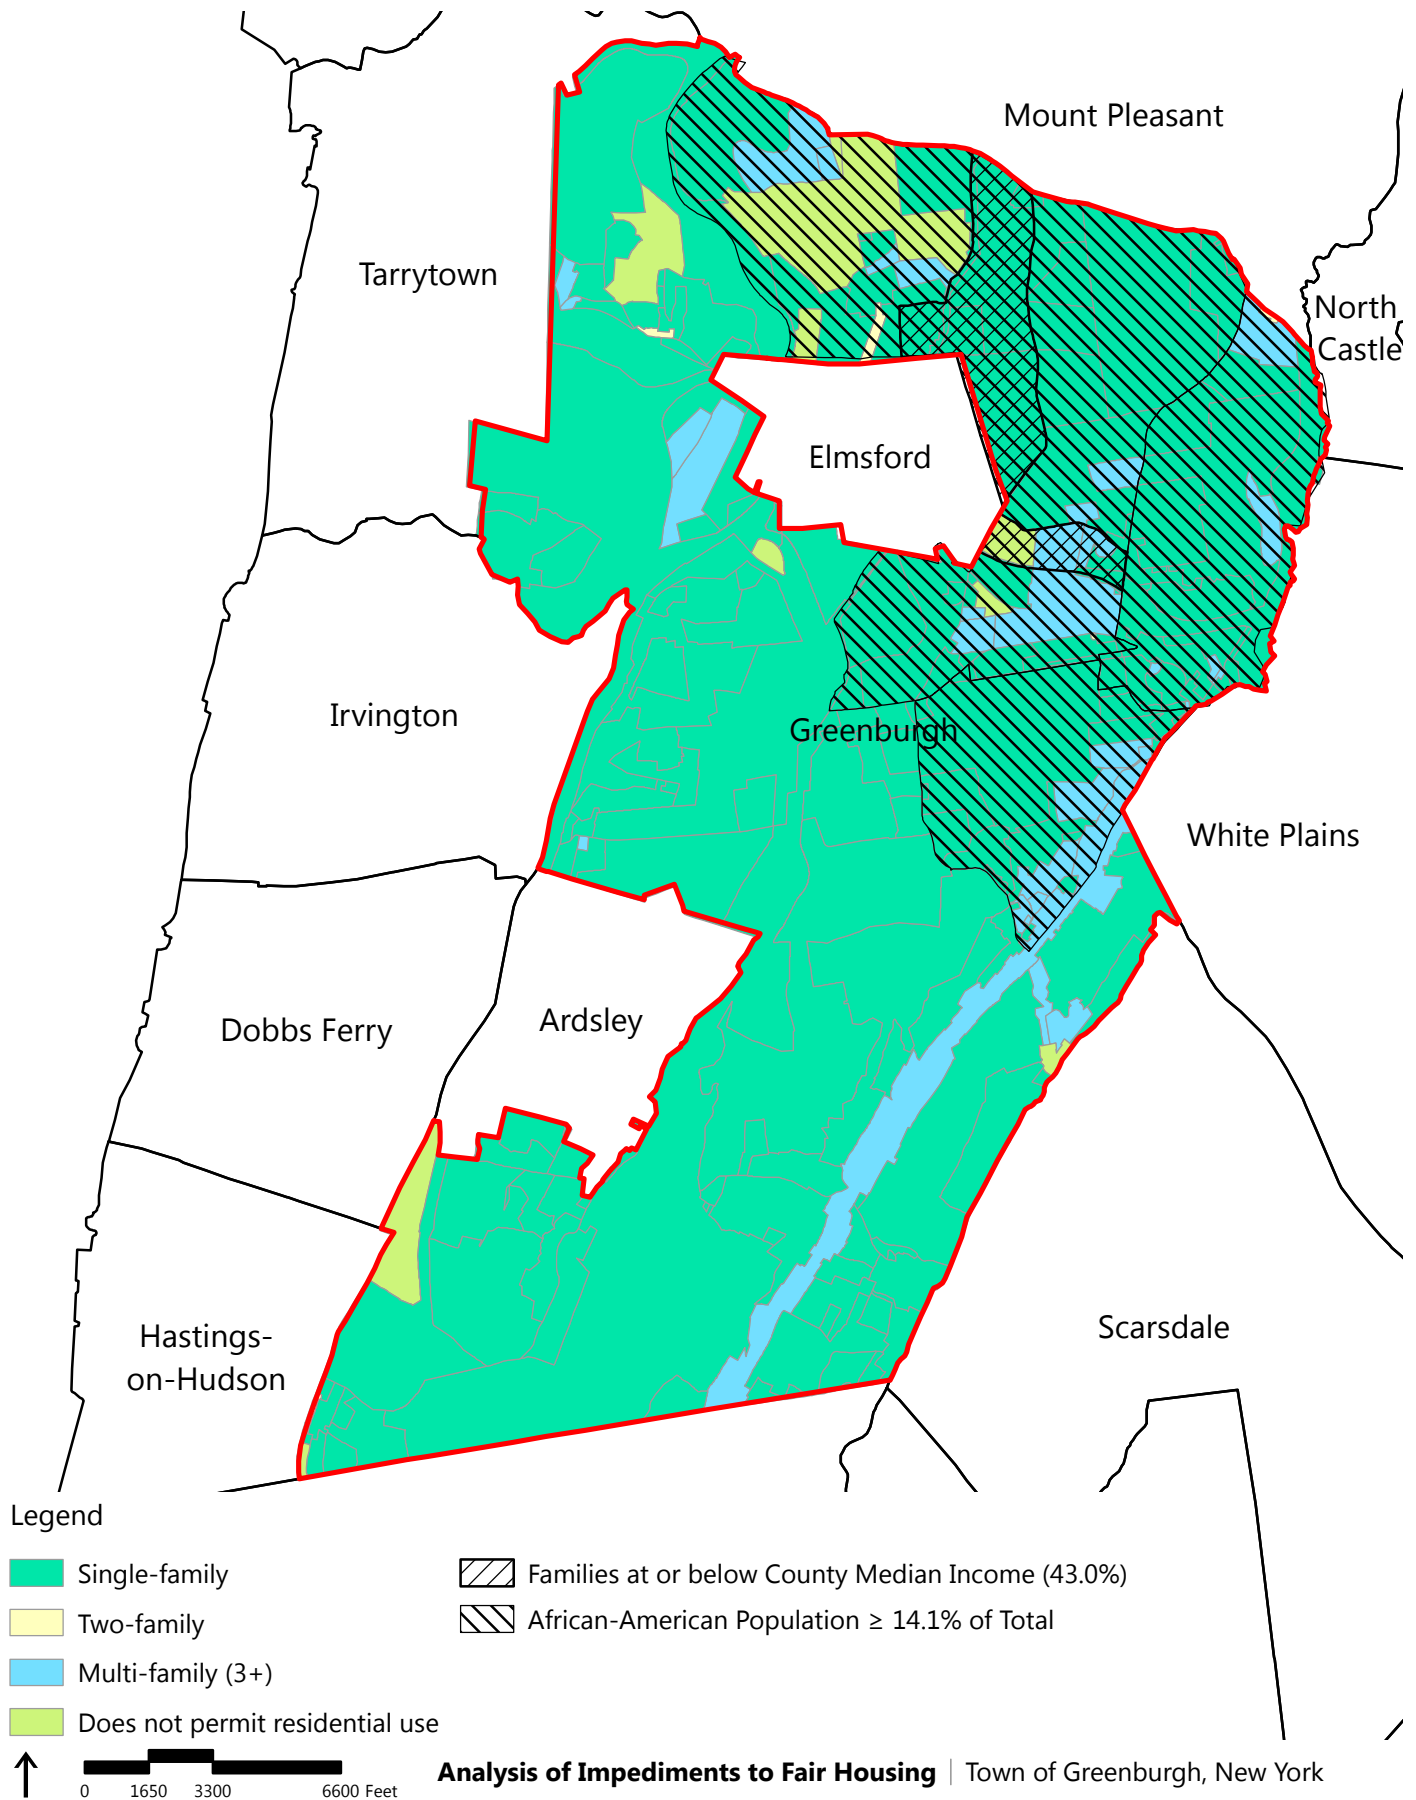 Mount Pleasant
Tarrytown
North
Castle
Elmsford
Irvington
Greenburgh
White Plains
Dobbs Ferry
Ardsley
Hastings-
on-Hudson
Scarsdale
Legend
Single-family
Two-family
Multi-family (3+)
Does not permit residential use
Families at or below County Median Income (43.0%)
African-American Population ≥ 14.1% of Total
0 1650 3300 6600 Feet
Analysis of Impediments to Fair Housing | Town of Greenburgh, New York